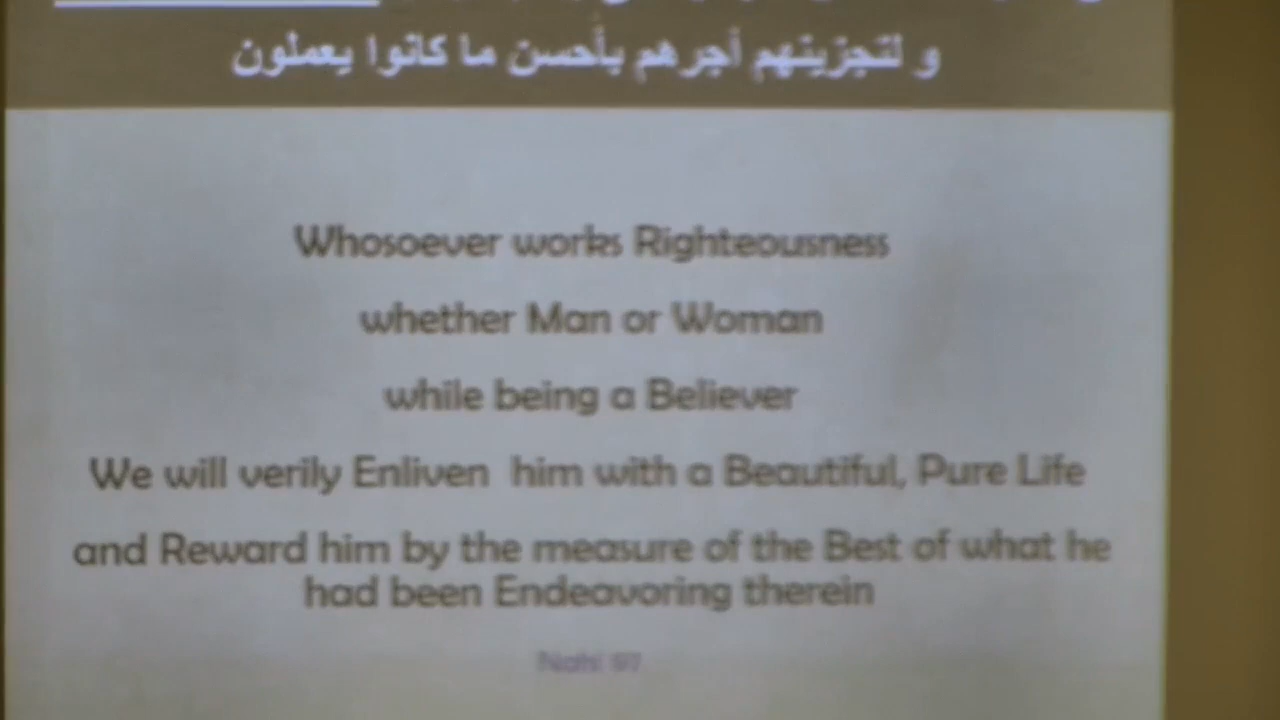 و لتجزينهم أجرهم بأحسن ما كانوا يعملون
Whosoever works Righteousness
whether Man or Woman
while being a Believer
We will verily Enliven him with a Beautiful, Pure Life
and Reward him by the measure of the Best of what he
had been Endeavoring therein
Nahl 97